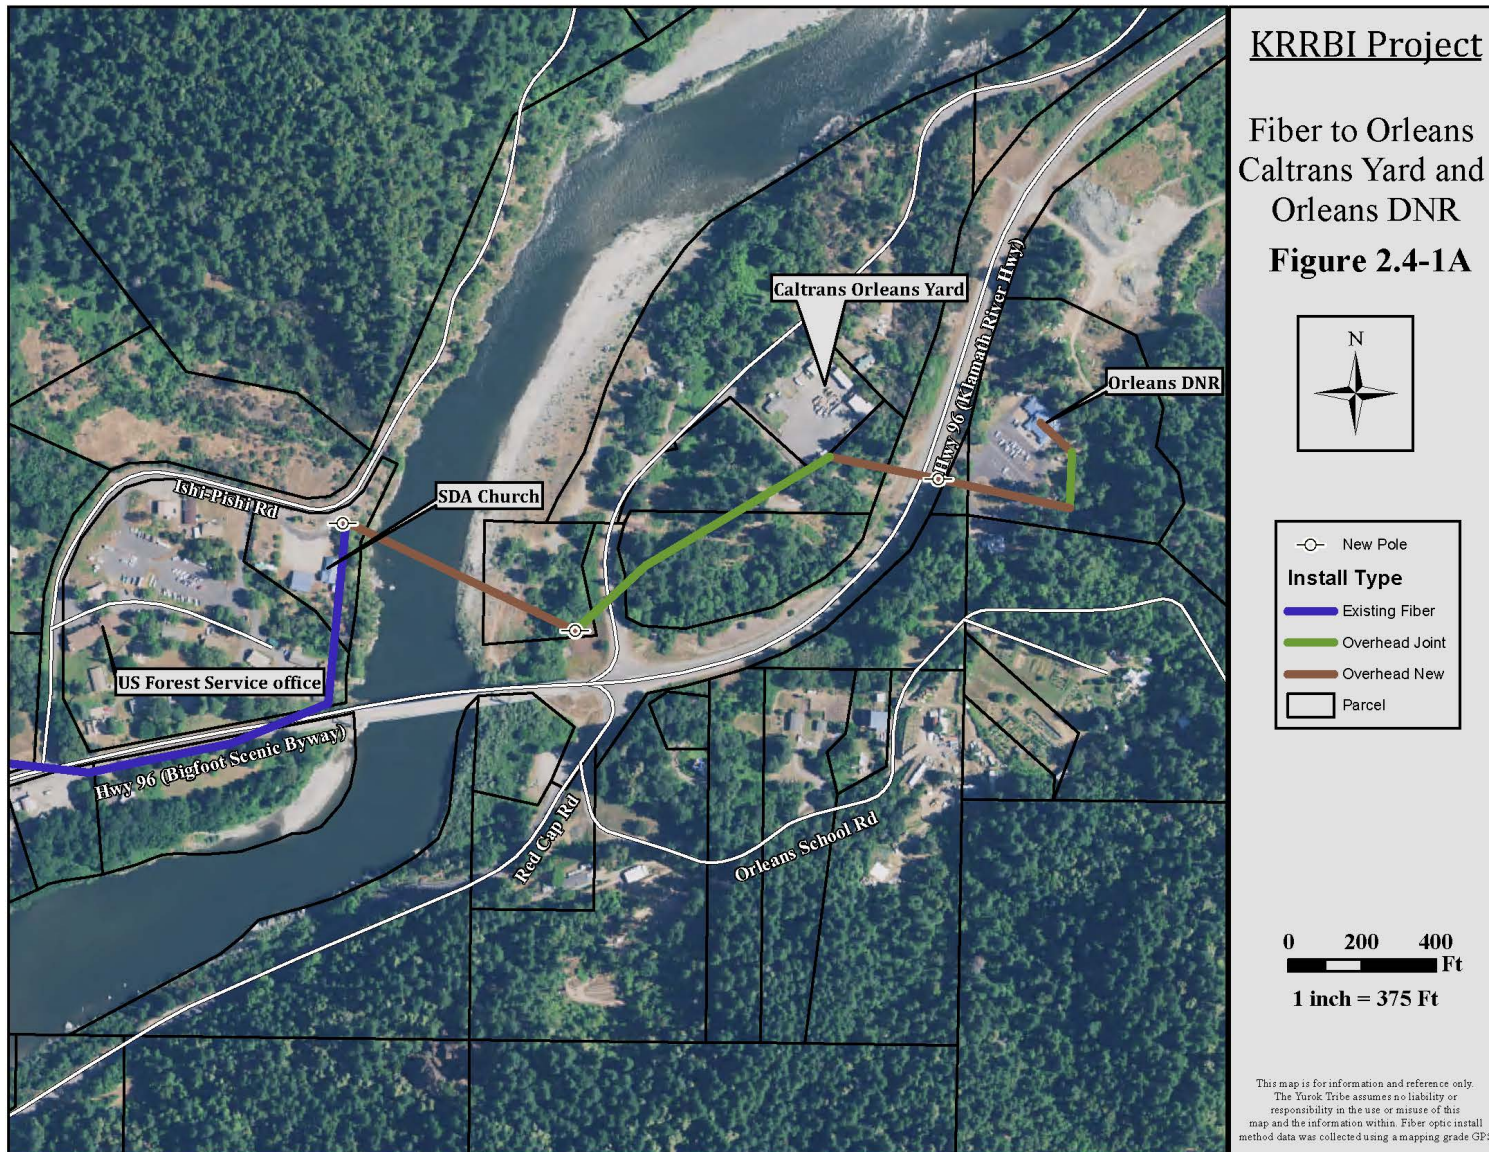 KRRBI Project
Fiber to Orleans
Caltrans Yard and
Orleans DNR
Figure 2.4-1A
N
New Pole
Install Type
Existing Fiber
Overhead Joint
Overhead New
Parcel
0 200 400
Ft
1 inch = 375 Ft
This map is for information and reference only.
The Yurok Tribe assumes no liability or
responsibility in the use or misuse of this
map and the information within. Fiber optic install
method data was collected using a mapping grade GPS
Caltrans Orleans Yard
Hwy 96 (Klamath River Hwy)
Orleans DNR
Ishi-Pishi Rd
SDA Church
US Forest Service office
Hwy 96 (Bigfoot Scenic Byway)
Red Cap Rd
Orleans School Rd